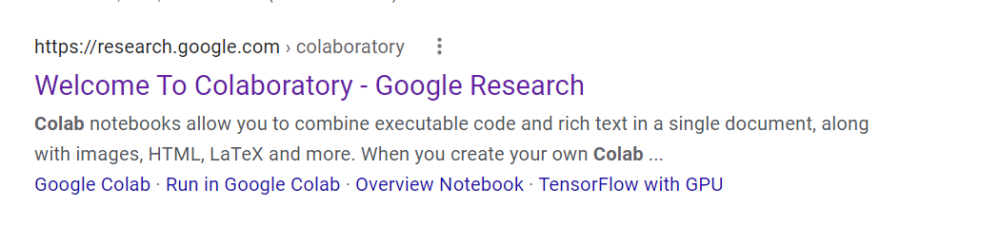 https://research.google.com › colaboratory
Welcome To Colaboratory - Google Research
Colab notebooks allow you to combine executable code and rich text in a single document, along
with images, HTML, LaTeX and more. When you create your own Colab ...
Google Colab · Run in Google Colab · Overview Notebook · TensorFlow with GPU